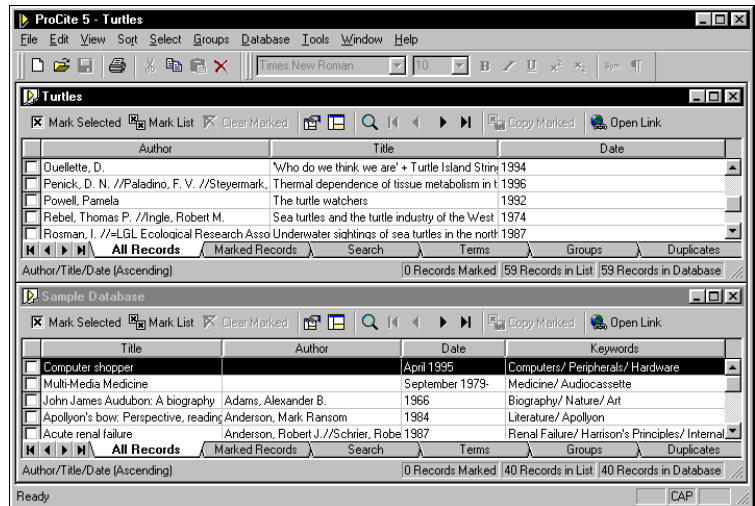 ProCite 5 - Turtles
File Edit View Sort Select Groups Database Tools Window Help
Times New Roman 10 B U x² x₂ Sym ¶
Turtles
Mark Selected Mark List Clear Marked Copy Marked Open Link
Author Title Date
Ouellette, D. 'Who do we think we are' + Turtle Island String 1994
Penick, D. N. //Paladino, F. V. //Steyermark, Thermal dependence of tissue metabolism in t 1996
Powell, Pamela The turtle watchers 1992
Rebel, Thomas P. //Ingle, Robert M. Sea turtles and the turtle industry of the West 1974
Rosman, I. //=LGL Ecological Research Asso Underwater sightings of sea turtles in the north 1987
All Records Marked Records Search Terms Groups Duplicates
Author/Title/Date (Ascending) 0 Records Marked 59 Records in List 59 Records in Database
Sample Database
Mark Selected Mark List Clear Marked Copy Marked Open Link
Title Author Date Keywords
Computer shopper April 1995 Computers/ Peripherals/ Hardware
Multi-Media Medicine September 1979- Medicine/ Audiocassette
John James Audubon: A biography Adams, Alexander B. 1966 Biography/ Nature/ Art
Apollyon's bow: Perspective, reading Anderson, Mark Ransom 1984 Literature/ Apollyon
Acute renal failure Anderson, Robert J.//Schrier, Robe 1987 Renal Failure/ Harrison's Principles/ Internal
All Records Marked Records Search Terms Groups Duplicates
Author/Title/Date (Ascending) 0 Records Marked 40 Records in List 40 Records in Database
Ready CAP